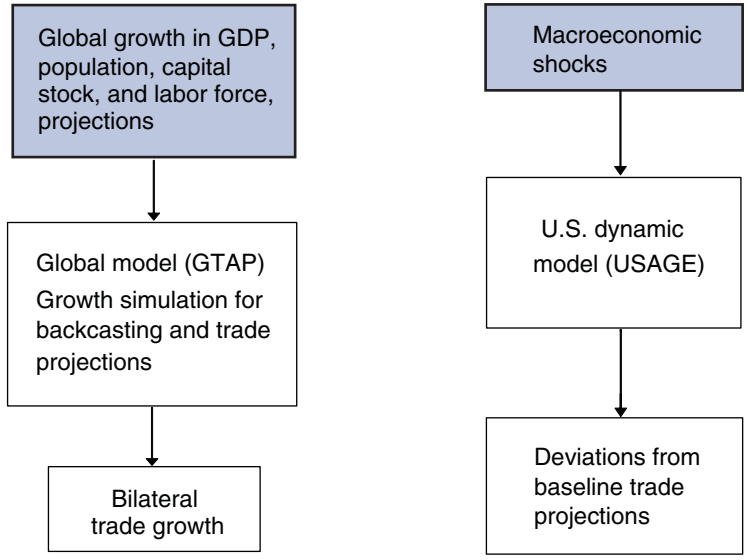 Global growth in GDP,
population, capital
stock, and labor force,
projections
Global model (GTAP)
Growth simulation for
backcasting and trade
projections
Bilateral
trade growth
Macroeconomic
shocks
U.S. dynamic
model (USAGE)
Deviations from
baseline trade
projections